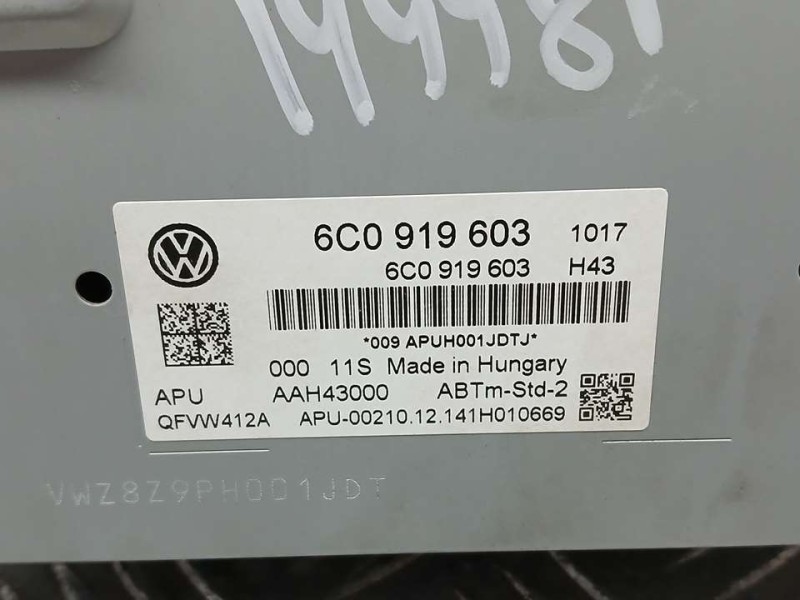 6C0 919 603 1017
6C0 919 603 H43
*009 APUH001JDTJ*
000 11S Made in Hungary
APU AAH43000 ABTm-Std-2
QFVW412A APU-00210.12.141H010669
VWZ8Z9PH001JDT